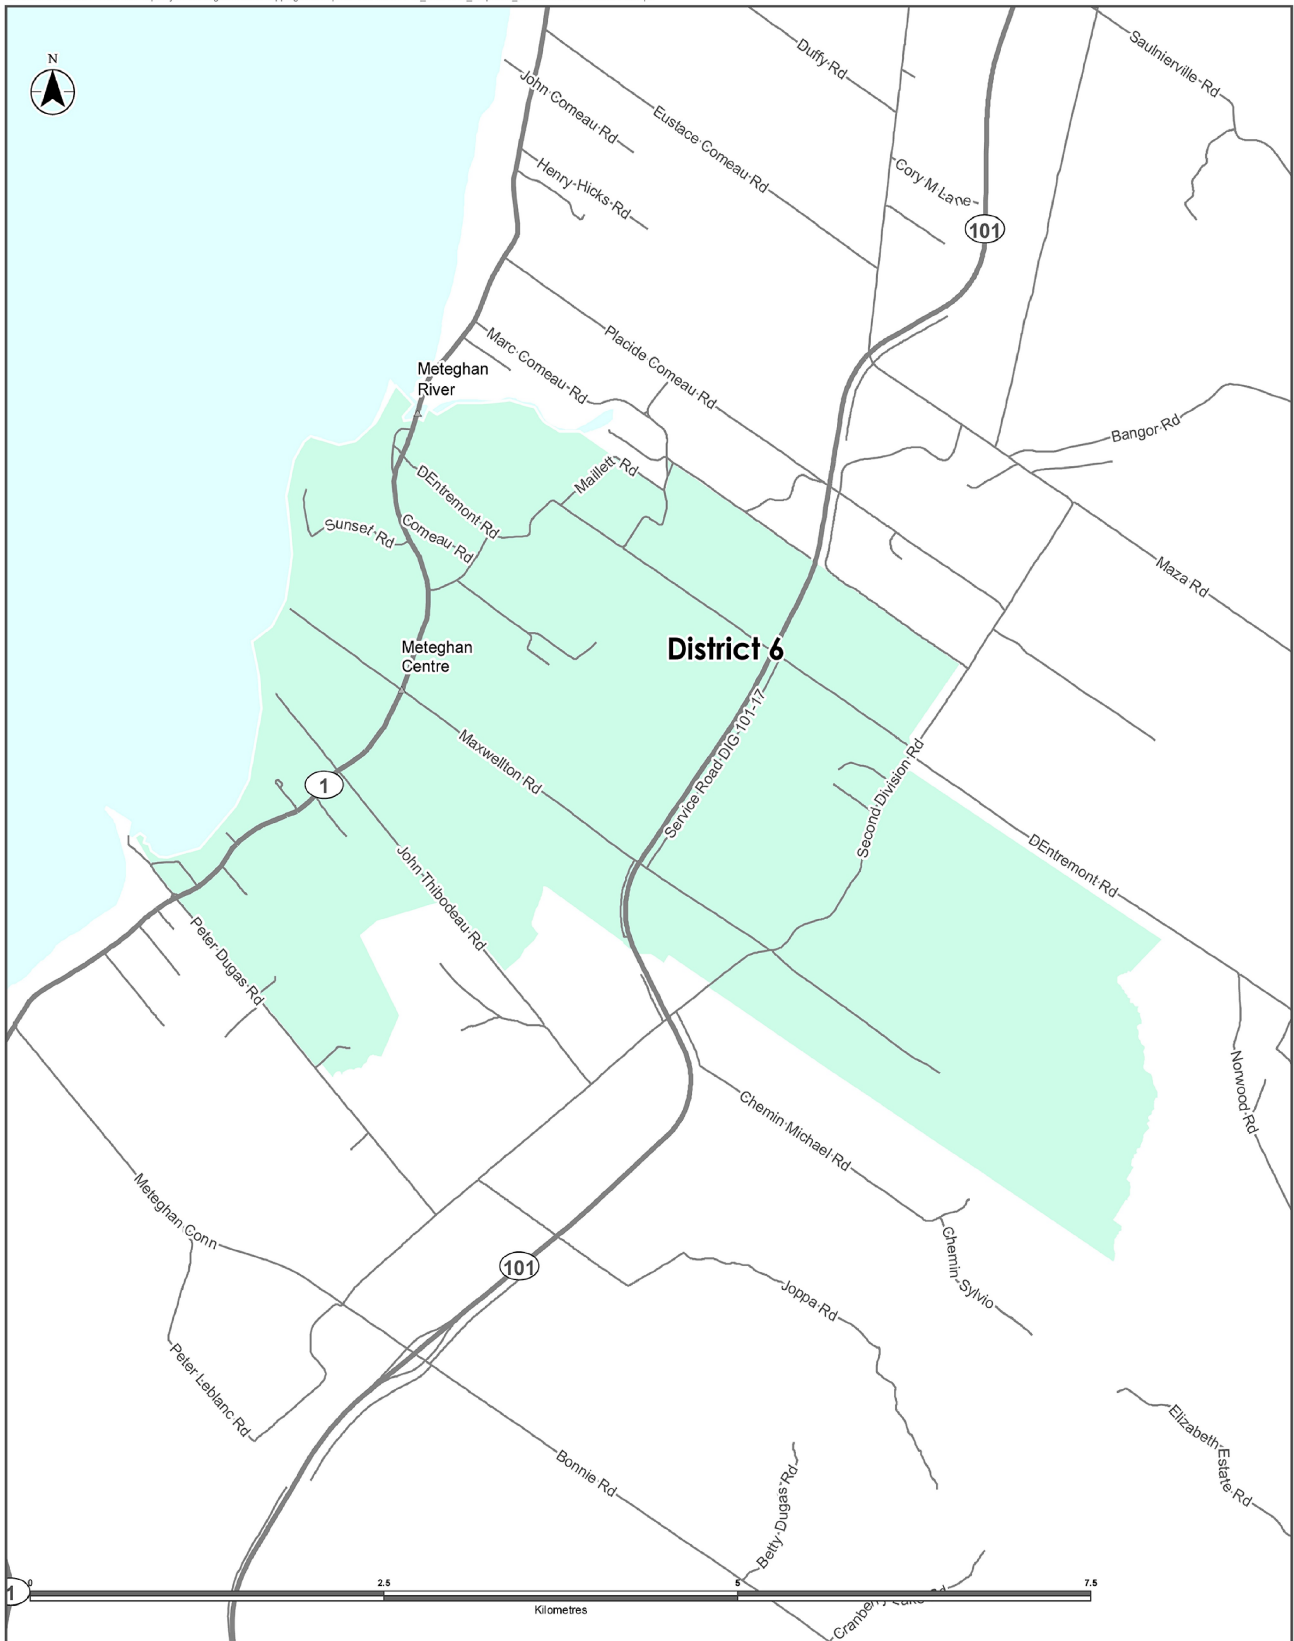 N
Duffy Rd
Saulnierville Rd
John Comeau Rd
Eustace Comeau Rd
Henry Hicks Rd
Cory M Lane
101
Placide Comeau Rd
Marc Comeau Rd
Meteghan
River
Bangor Rd
Maillett Rd
DEntremont Rd
Sunset Rd
Comeau Rd
Maza Rd
Meteghan
Centre
District 6
Service Road DIG-101-17
Maxwellton Rd
1
Second Division Rd
DEntremont Rd
John Thibodeau Rd
Peter Dugas Rd
Norwood Rd
Chemin Michael Rd
Meteghan Conn
Chemin Sylvio
101
Joppa Rd
Peter Leblanc Rd
Elizabeth Estate Rd
Bonnie Rd
Betty Dugas Rd
1
0 2.5 5 7.5
Kilometres
Cranberry Lake Rd